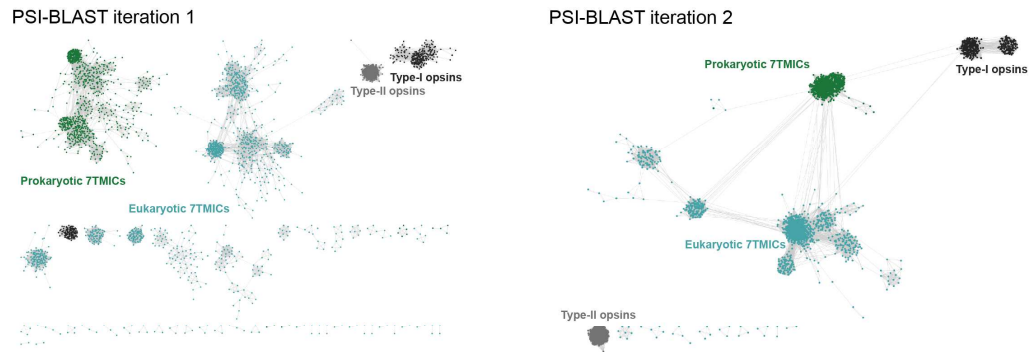 PSI-BLAST iteration 1
Type-I opsins
Type-II opsins
Prokaryotic 7TMICs
Eukaryotic 7TMICs
PSI-BLAST iteration 2
Prokaryotic 7TMICs
Type-I opsins
Eukaryotic 7TMICs
Type-II opsins